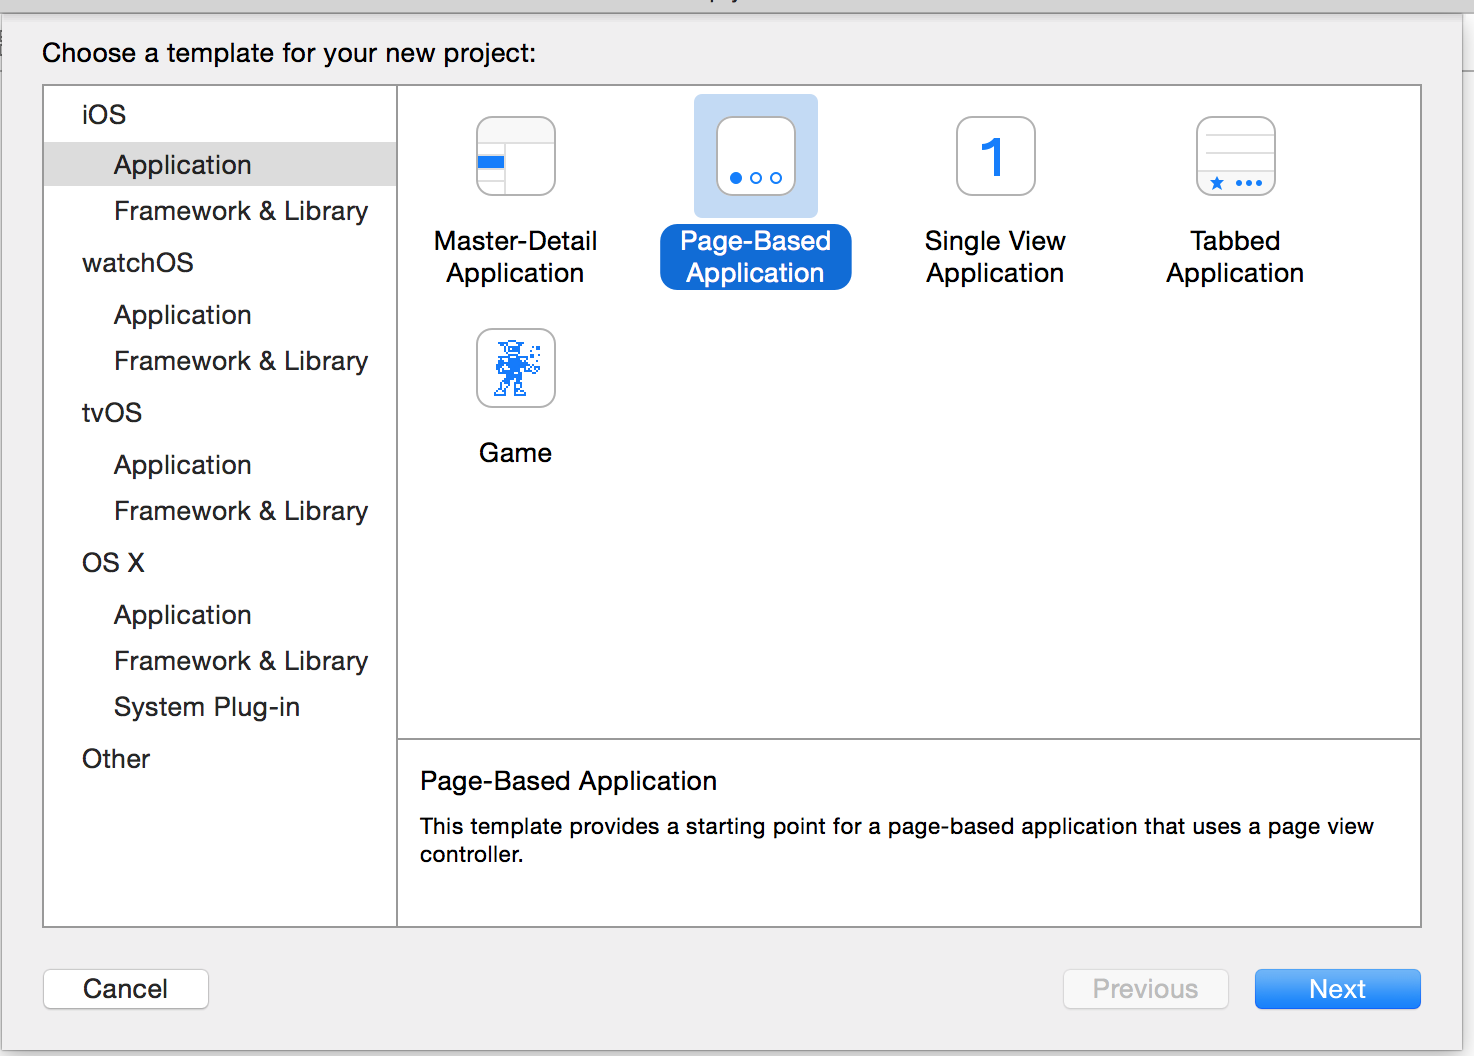 Choose a template for your new project:
iOS
Application
Framework & Library
watchOS
Application
Framework & Library
tvOS
Application
Framework & Library
OS X
Application
Framework & Library
System Plug-in
Other
Master-Detail
Application
Page-Based
Application
1
Single View
Application
Tabbed
Application
Game
Page-Based Application
This template provides a starting point for a page-based application that uses a page view
controller.
Cancel
Previous
Next